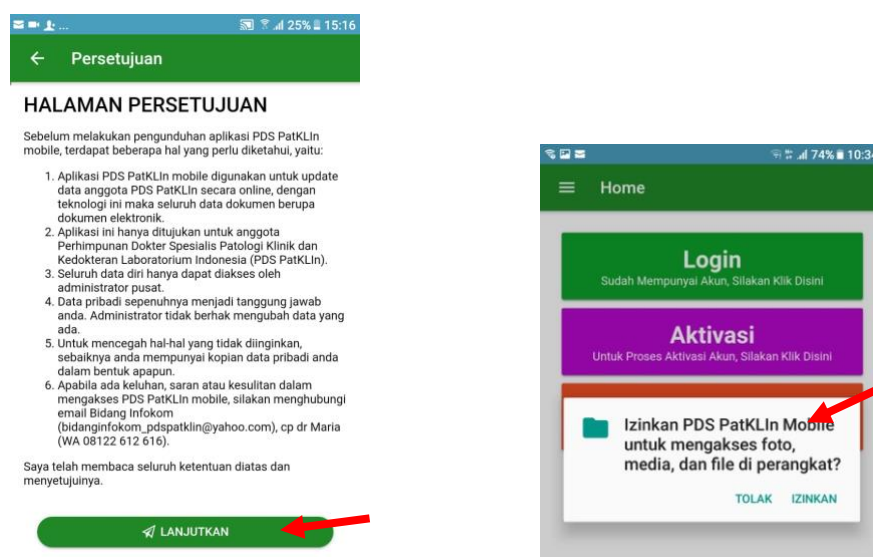 ... 25% 15:16
Persetujuan
HALAMAN PERSETUJUAN
Sebelum melakukan pengunduhan aplikasi PDS PatKLIn
mobile, terdapat beberapa hal yang perlu diketahui, yaitu:
1. Aplikasi PDS PatKLIn mobile digunakan untuk update
data anggota PDS PatKLIn secara online, dengan
teknologi ini maka seluruh data dokumen berupa
dokumen elektronik.
2. Aplikasi ini hanya ditujukan untuk anggota
Perhimpunan Dokter Spesialis Patologi Klinik dan
Kedokteran Laboratorium Indonesia (PDS PatKLIn).
3. Seluruh data diri hanya dapat diakses oleh
administrator pusat.
4. Data pribadi sepenuhnya menjadi tanggung jawab
anda. Administrator tidak berhak mengubah data yang
ada.
5. Untuk mencegah hal-hal yang tidak diinginkan,
sebaiknya anda mempunyai kopian data pribadi anda
dalam bentuk apapun.
6. Apabila ada keluhan, saran atau kesulitan dalam
mengakses PDS PatKLIn mobile, silakan menghubungi
email Bidang Infokom
(bidanginfokom_pdspatklin@yahoo.com), cp dr Maria
(WA 08122 612 616).
Saya telah membaca seluruh ketentuan diatas dan
menyetujuinya.
LANJUTKAN
74% 10:34
Home
Login
Sudah Mempunyai Akun, Silakan Klik Disini
Aktivasi
Untuk Proses Aktivasi Akun, Silakan Klik Disini
Izinkan PDS PatKLIn Mobile
untuk mengakses foto,
media, dan file di perangkat?
TOLAK IZINKAN